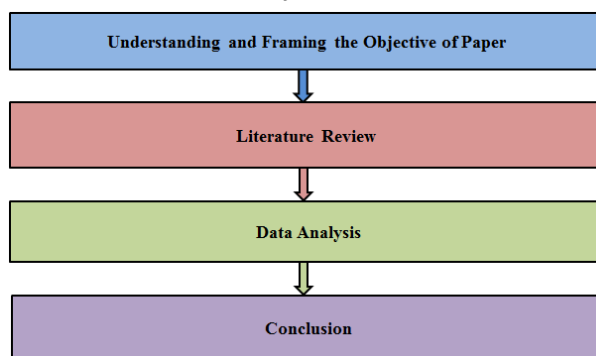 Understanding and Framing the Objective of Paper
Literature Review
Data Analysis
Conclusion